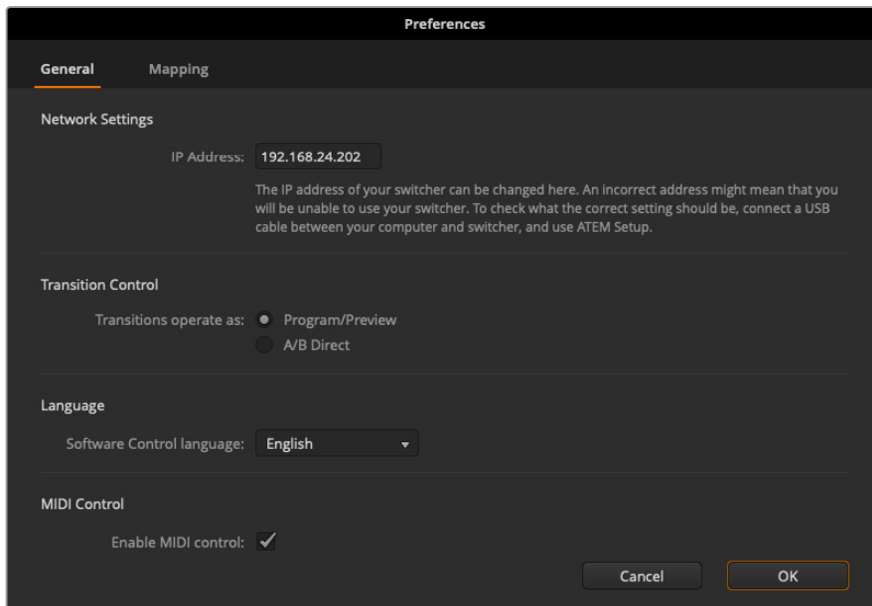 Preferences
General Mapping
Network Settings
IP Address: 192.168.24.202
The IP address of your switcher can be changed here. An incorrect address might mean that you
will be unable to use your switcher. To check what the correct setting should be, connect a USB
cable between your computer and switcher, and use ATEM Setup.
Transition Control
Transitions operate as: Program/Preview
A/B Direct
Language
Software Control language: English
MIDI Control
Enable MIDI control:
Cancel OK